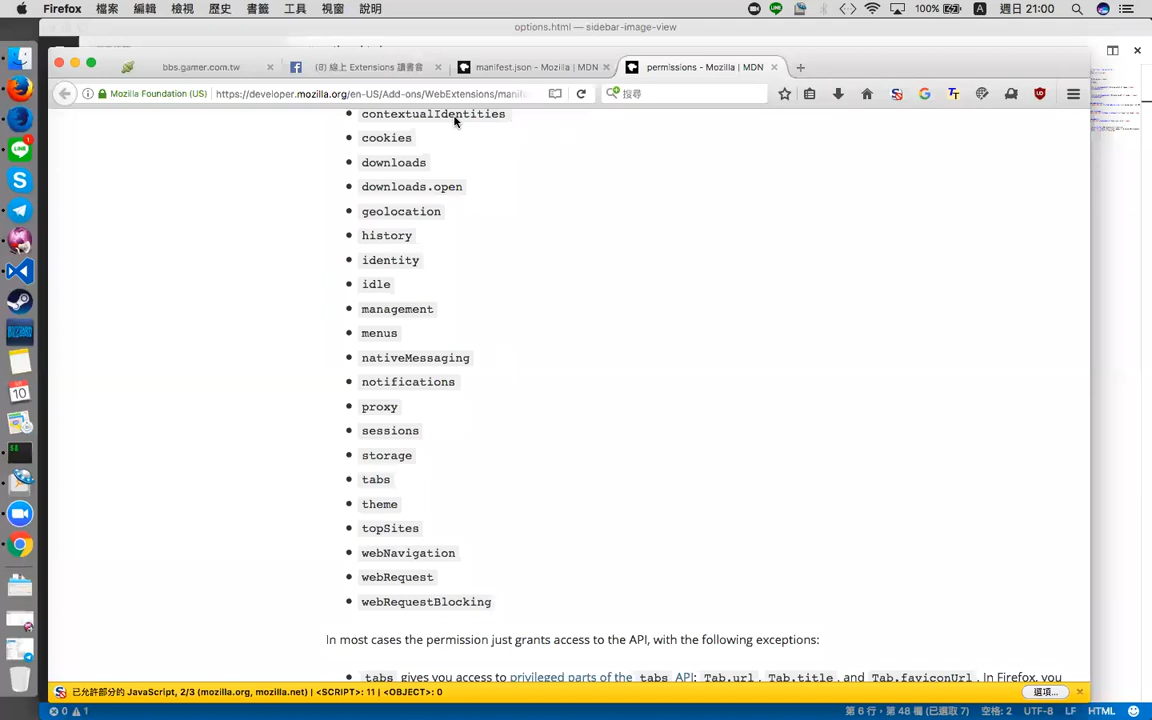 Firefox 檔案 編輯 檢視 歷史 書籤 工具 視窗 說明 100% 週日 21:00
options.html — sidebar-image-view
bbs.gamer.com.tw × (8) 線上 Extensions 讀書會 × manifest.json - Mozilla | MDN × permissions - Mozilla | MDN × +
Mozilla Foundation (US) https://developer.mozilla.org/en-US/Add-ons/WebExtensions/manif 搜尋
contextualIdentities
cookies
downloads
downloads.open
geolocation
history
identity
idle
management
menus
nativeMessaging
notifications
proxy
sessions
storage
tabs
theme
topSites
webNavigation
webRequest
webRequestBlocking
In most cases the permission just grants access to the API, with the following exceptions:
tabs gives you access to privileged parts of the tabs API: Tab.url, Tab.title, and Tab.faviconUrl. In Firefox, you
已允許部分的 JavaScript, 2/3 (mozilla.org, mozilla.net) | <SCRIPT>: 11 | <OBJECT>: 0 選項... ×
0 1 第 6 行，第 48 欄 (已選取 7) 空格: 2 UTF-8 LF HTML